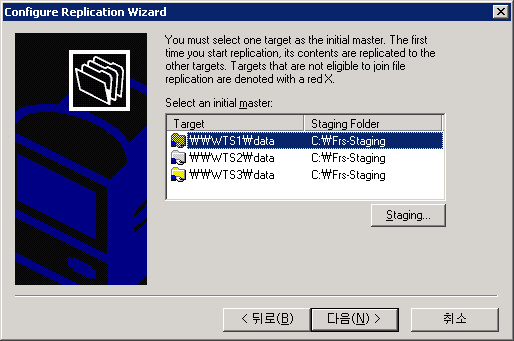 Configure Replication Wizard
You must select one target as the initial master. The first
time you start replication, its contents are replicated to the
other targets. Targets that are not eligible to join file
replication are denoted with a red X.
Select an initial master:
Target Staging Folder
₩₩WTS1₩data C:₩Frs-Staging
₩₩WTS2₩data C:₩Frs-Staging
₩₩WTS3₩data C:₩Frs-Staging
Staging...
< 뒤로(B) 다음(N) > 취소